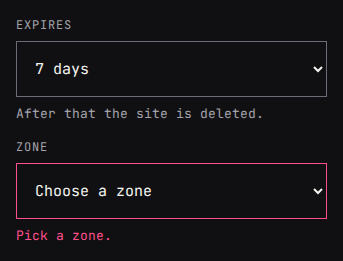 EXPIRES
7 days
After that the site is deleted.
ZONE
Choose a zone
Pick a zone.